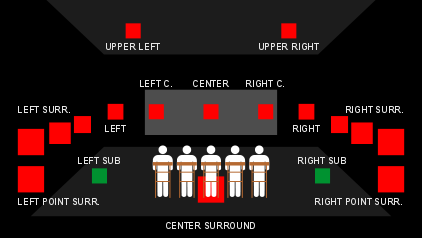 UPPER LEFT
UPPER RIGHT
LEFT C.
CENTER
RIGHT C.
LEFT SURR.
RIGHT SURR.
LEFT
RIGHT
LEFT SUB
RIGHT SUB
LEFT POINT SURR.
RIGHT POINT SURR.
CENTER SURROUND